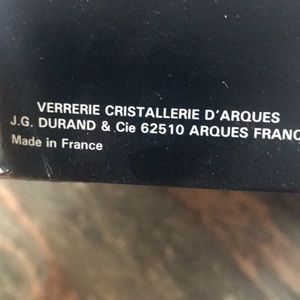 VERRERIE CRISTALLERIE D'ARQUES
J.G. DURAND & Cie 62510 ARQUES FRANC
Made in France